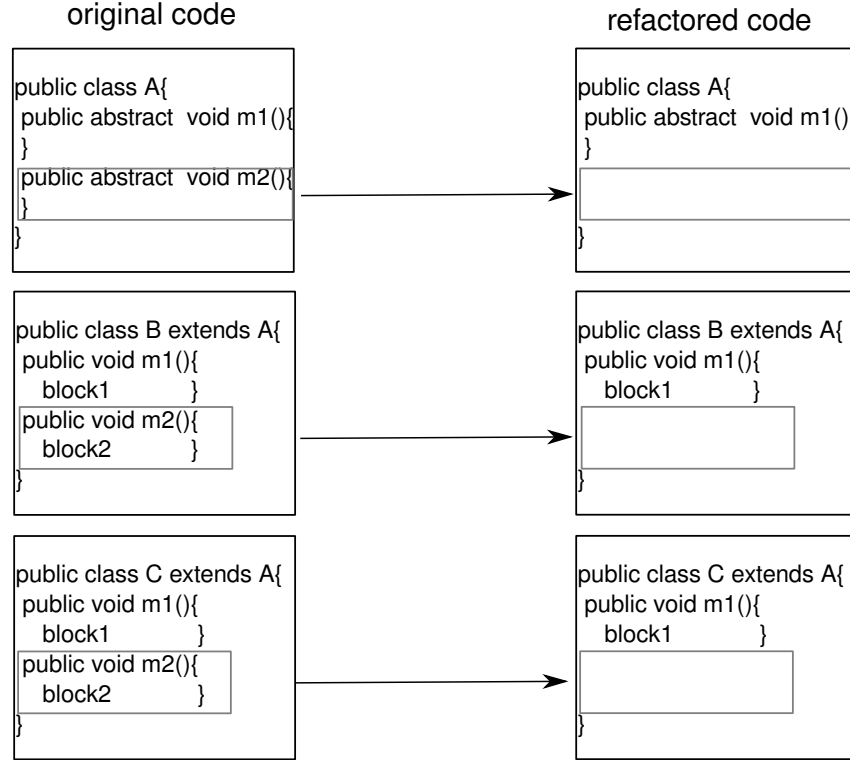 original code
public class A{
public abstract void m1(){
}
public abstract void m2(){
}
}
public class B extends A{
public void m1(){
block1 }
public void m2(){
block2 }
}
public class C extends A{
public void m1(){
block1 }
public void m2(){
block2 }
}
refactored code
public class A{
public abstract void m1()
}
}
public class B extends A{
public void m1(){
block1 }
}
public class C extends A{
public void m1(){
block1 }
}